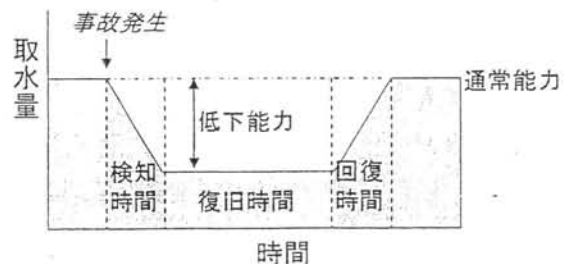 事故発生
取水量
通常能力
低下能力
検知時間
復旧時間
回復時間
時間